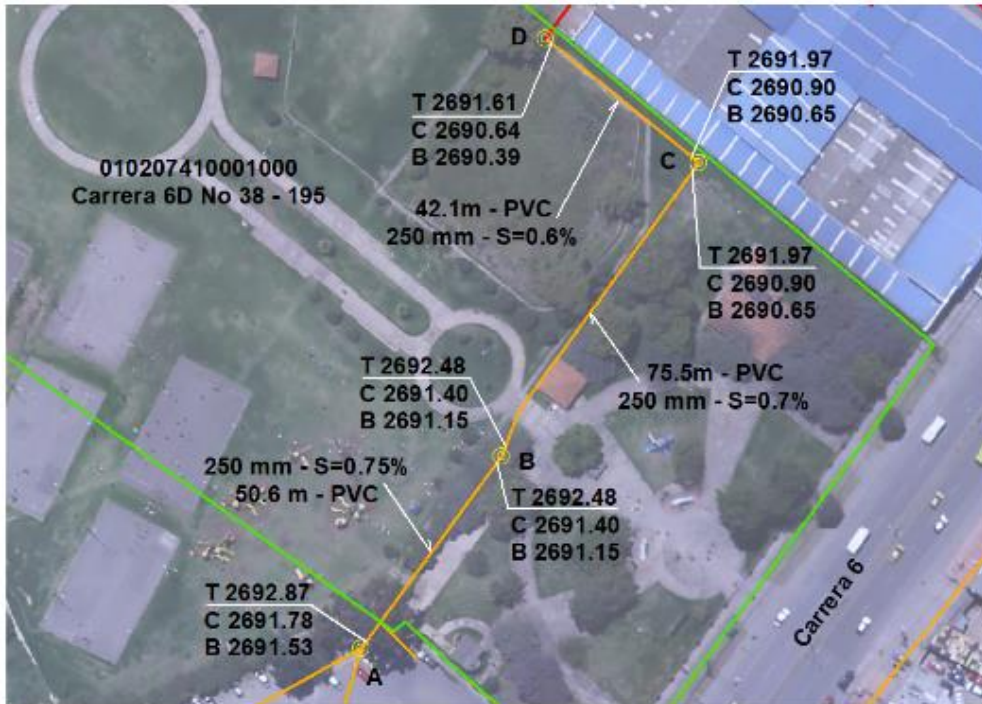 D
T 2691.97
C 2690.90
B 2690.65
T 2691.61
C 2690.64
B 2690.39
C
010207410001000
Carrera 6D No 38 - 195
42.1m - PVC
250 mm - S=0.6%
T 2691.97
C 2690.90
B 2690.65
T 2692.48
C 2691.40
B 2691.15
75.5m - PVC
250 mm - S=0.7%
250 mm - S=0.75%
50.6 m - PVC
B
T 2692.48
C 2691.40
B 2691.15
T 2692.87
C 2691.78
B 2691.53
Carrera 6
A